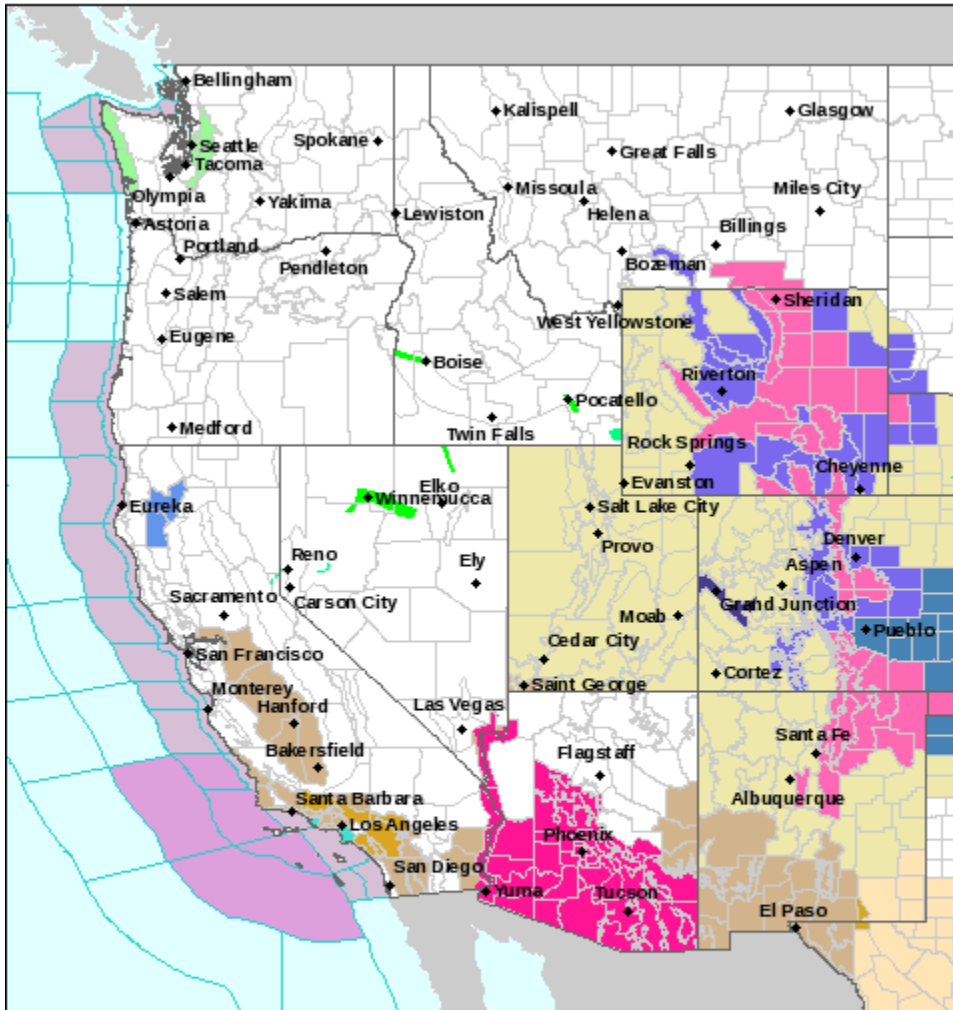 Bellingham
Kalispell
Glasgow
Seattle
Spokane
Great Falls
Tacoma
Olympia
Missoula
Miles City
Yakima
Lewiston
Helena
Astoria
Billings
Portland
Pendleton
Bozeman
Salem
Sheridan
West Yellowstone
Eugene
Boise
Riverton
Pocatello
Medford
Twin Falls
Rock Springs
Cheyenne
Elko
Evanston
Eureka
Winnemucca
Salt Lake City
Denver
Provo
Reno
Ely
Aspen
Sacramento
Carson City
Grand Junction
Moab
Pueblo
Cedar City
San Francisco
Cortez
Saint George
Monterey
Las Vegas
Hanford
Santa Fe
Bakersfield
Flagstaff
Albuquerque
Santa Barbara
Los Angeles
Phoenix
San Diego
Yuma
Tucson
El Paso